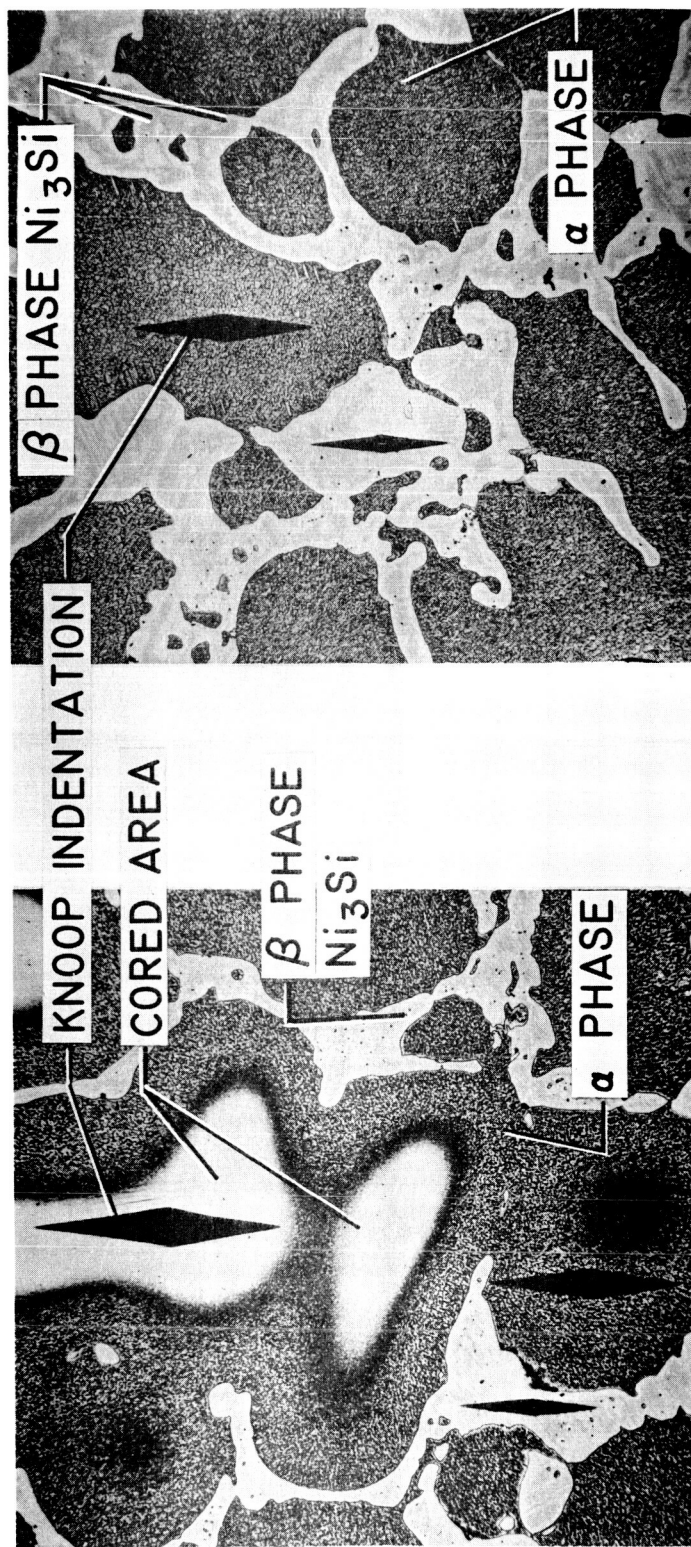 β PHASE Ni₃Si
KNOOP INDENTATION
CORED AREA
β PHASE
Ni₃Si
α PHASE
α PHASE